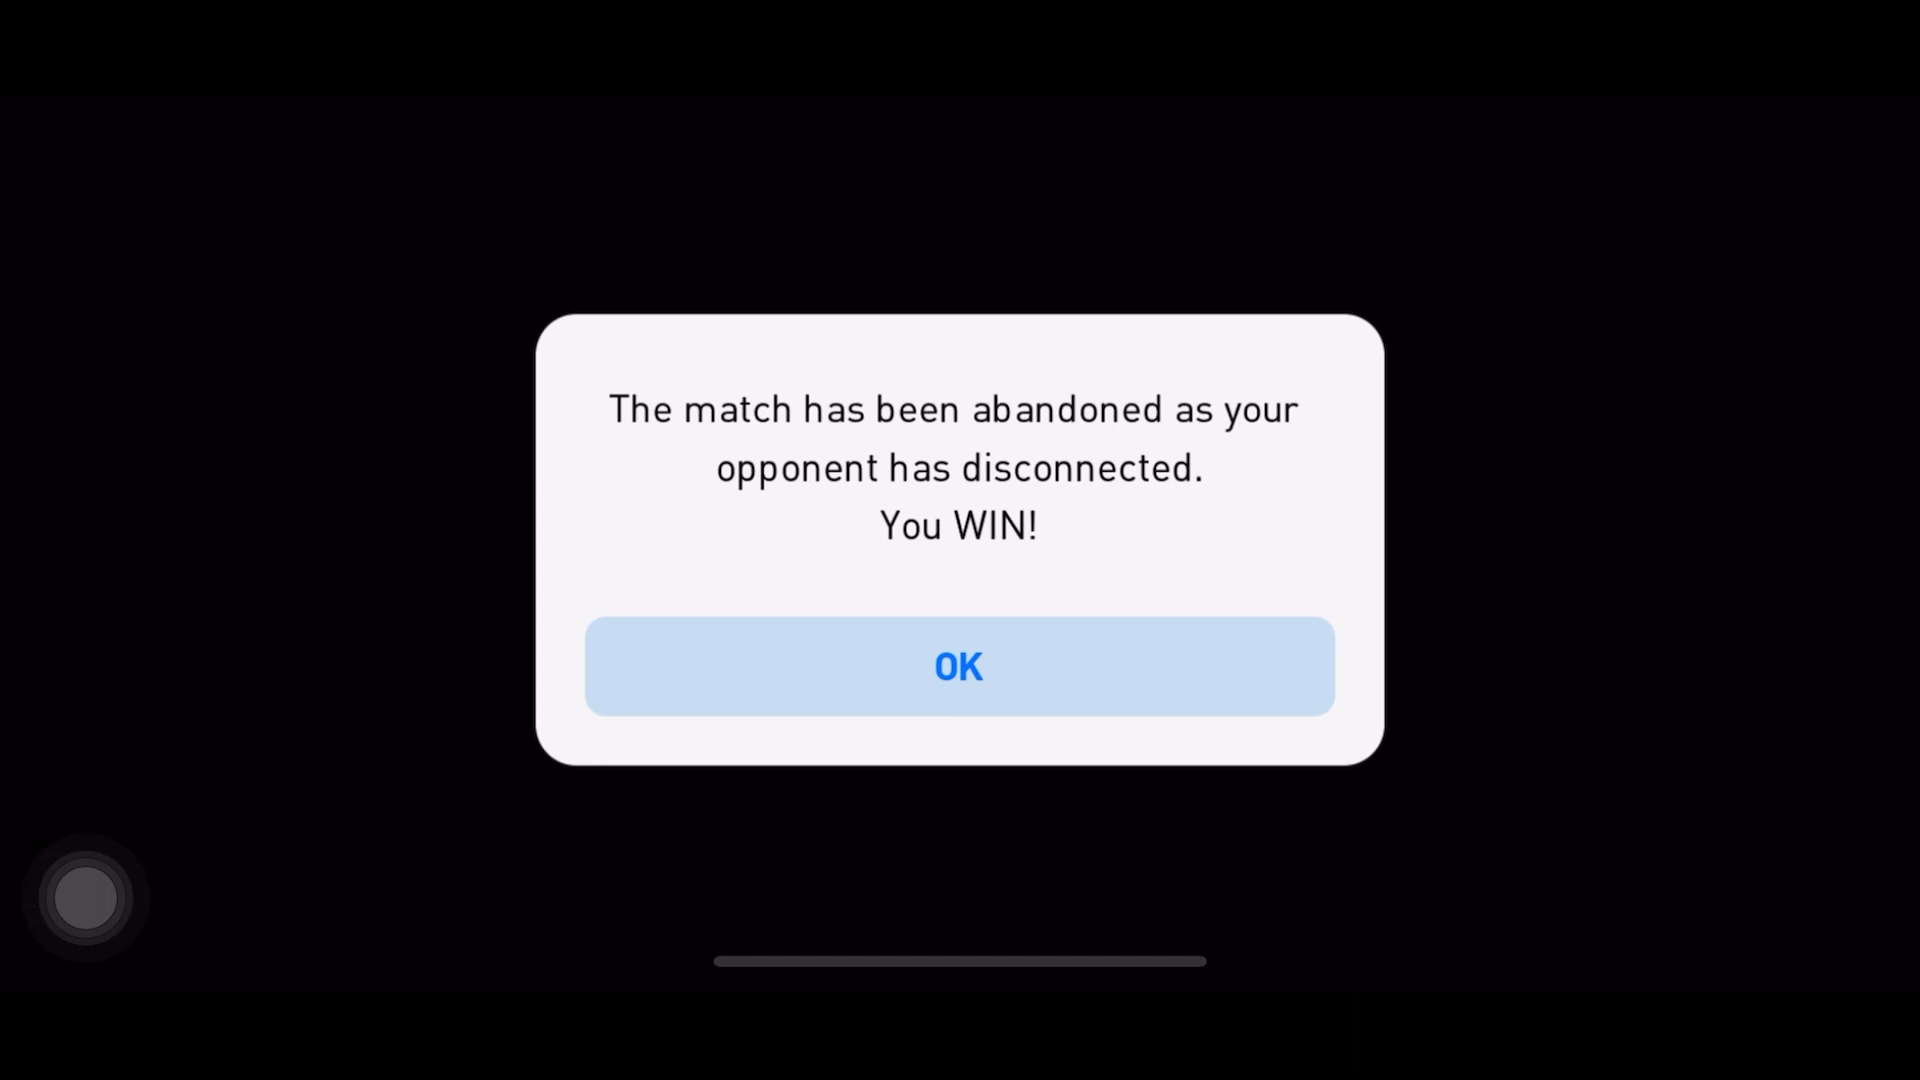 The match has been abandoned as your
opponent has disconnected.
You WIN!
OK